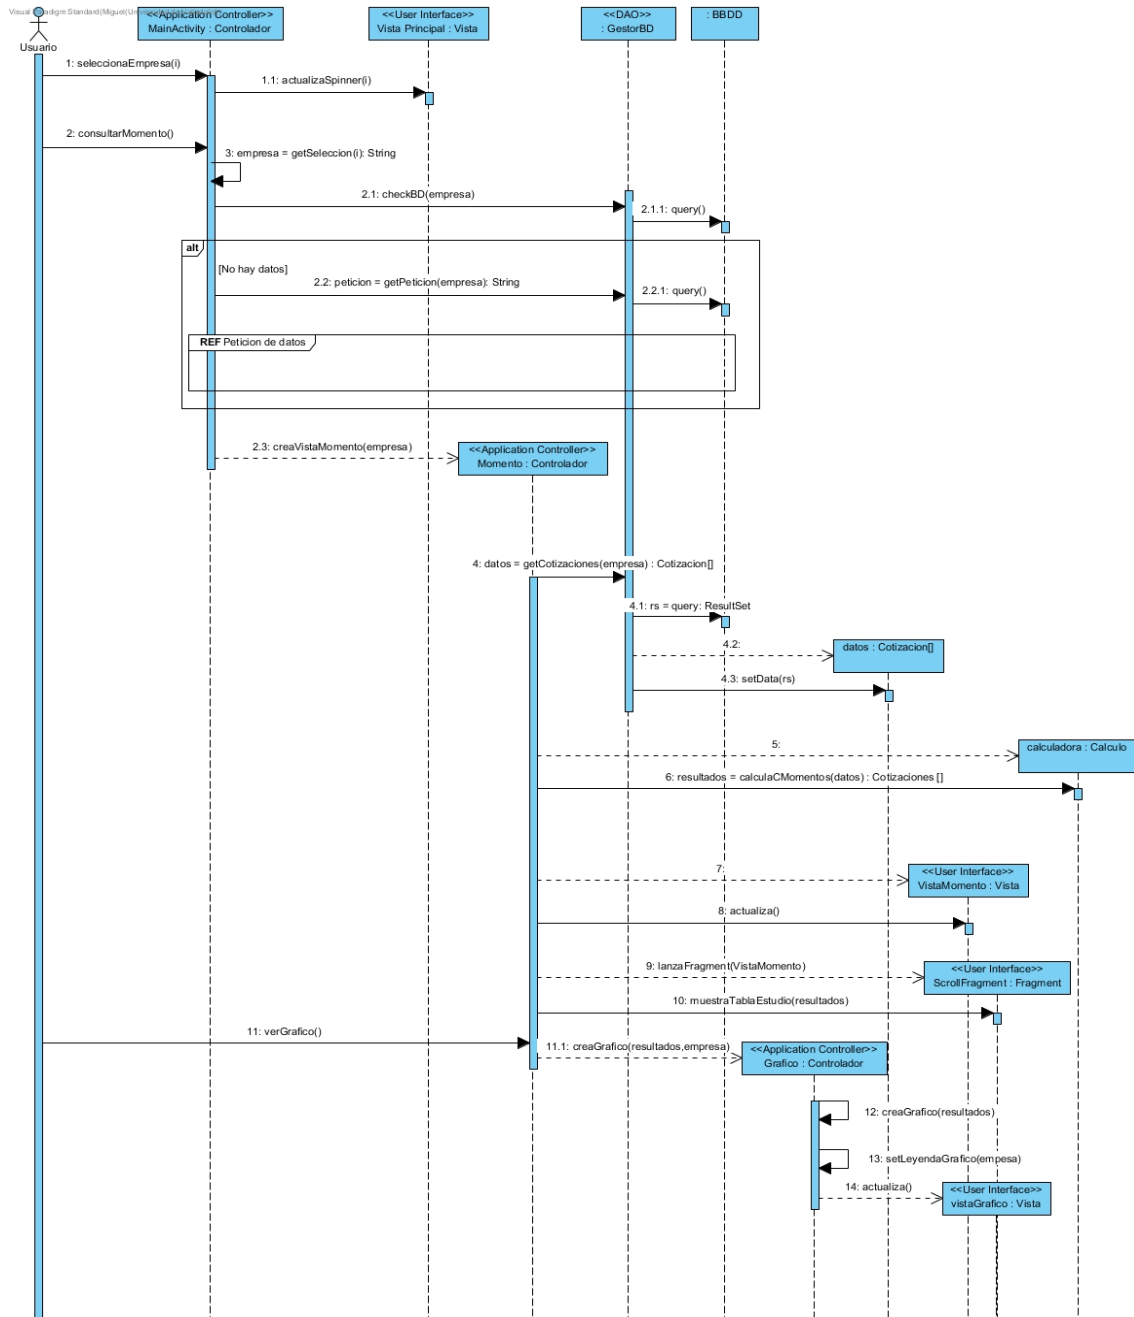 Visual Paradigm Standard(Miguel(Un
<<Application Controller>>
MainActivity : Controlador
<<User Interface>>
Vista Principal : Vista
<<DAO>>
: GestorBD
: BBDD
Usuario
1: seleccionaEmpresa(i)
1.1: actualizaSpinner(i)
2: consultarMomento()
3: empresa = getSeleccion(i): String
2.1: checkBD(empresa)
2.1.1: query()
alt
[No hay datos]
2.2: peticion = getPeticion(empresa): String
2.2.1: query()
REF Peticion de datos
2.3: creaVistaMomento(empresa)
<<Application Controller>>
Momento : Controlador
4: datos = getCotizaciones(empresa) : Cotizacion[]
4.1: rs = query: ResultSet
4.2:
datos : Cotizacion[]
4.3: setData(rs)
5:
calculadora : Calculo
6: resultados = calculaCMomentos(datos) : Cotizaciones []
7:
<<User Interface>>
VistaMomento : Vista
8: actualiza()
9: lanzaFragment(VistaMomento)
<<User Interface>>
ScrollFragment : Fragment
10: muestraTablaEstudio(resultados)
11: verGrafico()
11.1: creaGrafico(resultados,empresa)
<<Application Controller>>
Grafico : Controlador
12: creaGrafico(resultados)
13: setLeyendaGrafico(empesa)
14: actualiza()
<<User Interface>>
vistaGrafico : Vista